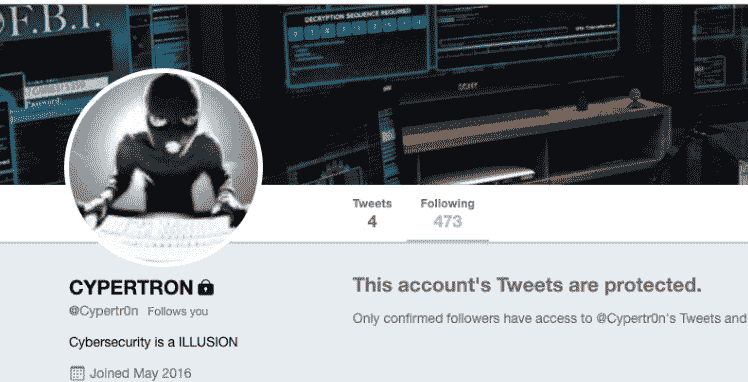 F.B.I.
DECRYPTION SEQUENCE REQUIRED
Tweets
4
Following
473
CYPERTRON
@Cypertr0n Follows you
Cybersecurity is a ILLUSION
Joined May 2016
This account's Tweets are protected.
Only confirmed followers have access to @Cypertr0n's Tweets and